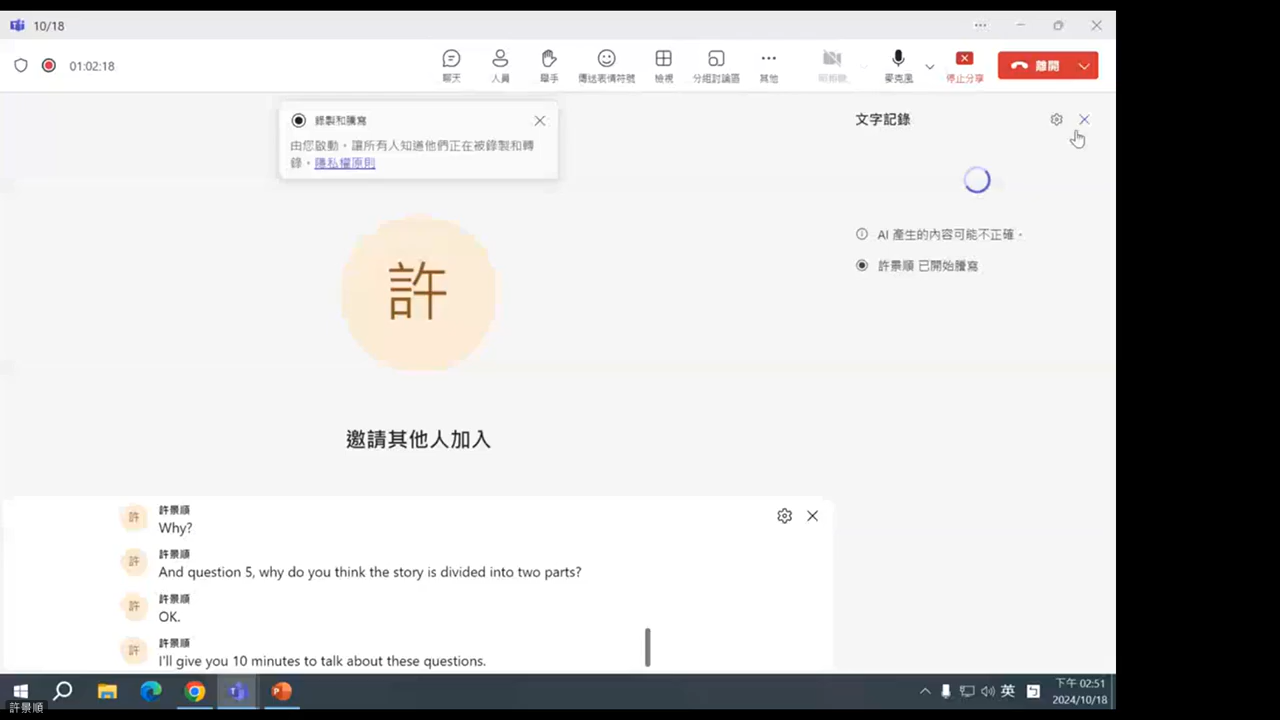 10/18
01:02:18
聊天
人員
舉手
傳送表情符號
檢視
分組討論區
其他
照相機
麥克風
停止分享
離開
錄製和謄寫
由您啟動。讓所有人知道他們正在被錄製和轉
錄。隱私權原則
文字記錄
AI 產生的內容可能不正確。
許景順 已開始謄寫
許
邀請其他人加入
許
許景順
Why?
許
許景順
And question 5, why do you think the story is divided into two parts?
許
許景順
OK.
許
許景順
I'll give you 10 minutes to talk about these questions.
英
下午 02:51
2024/10/18
許景順